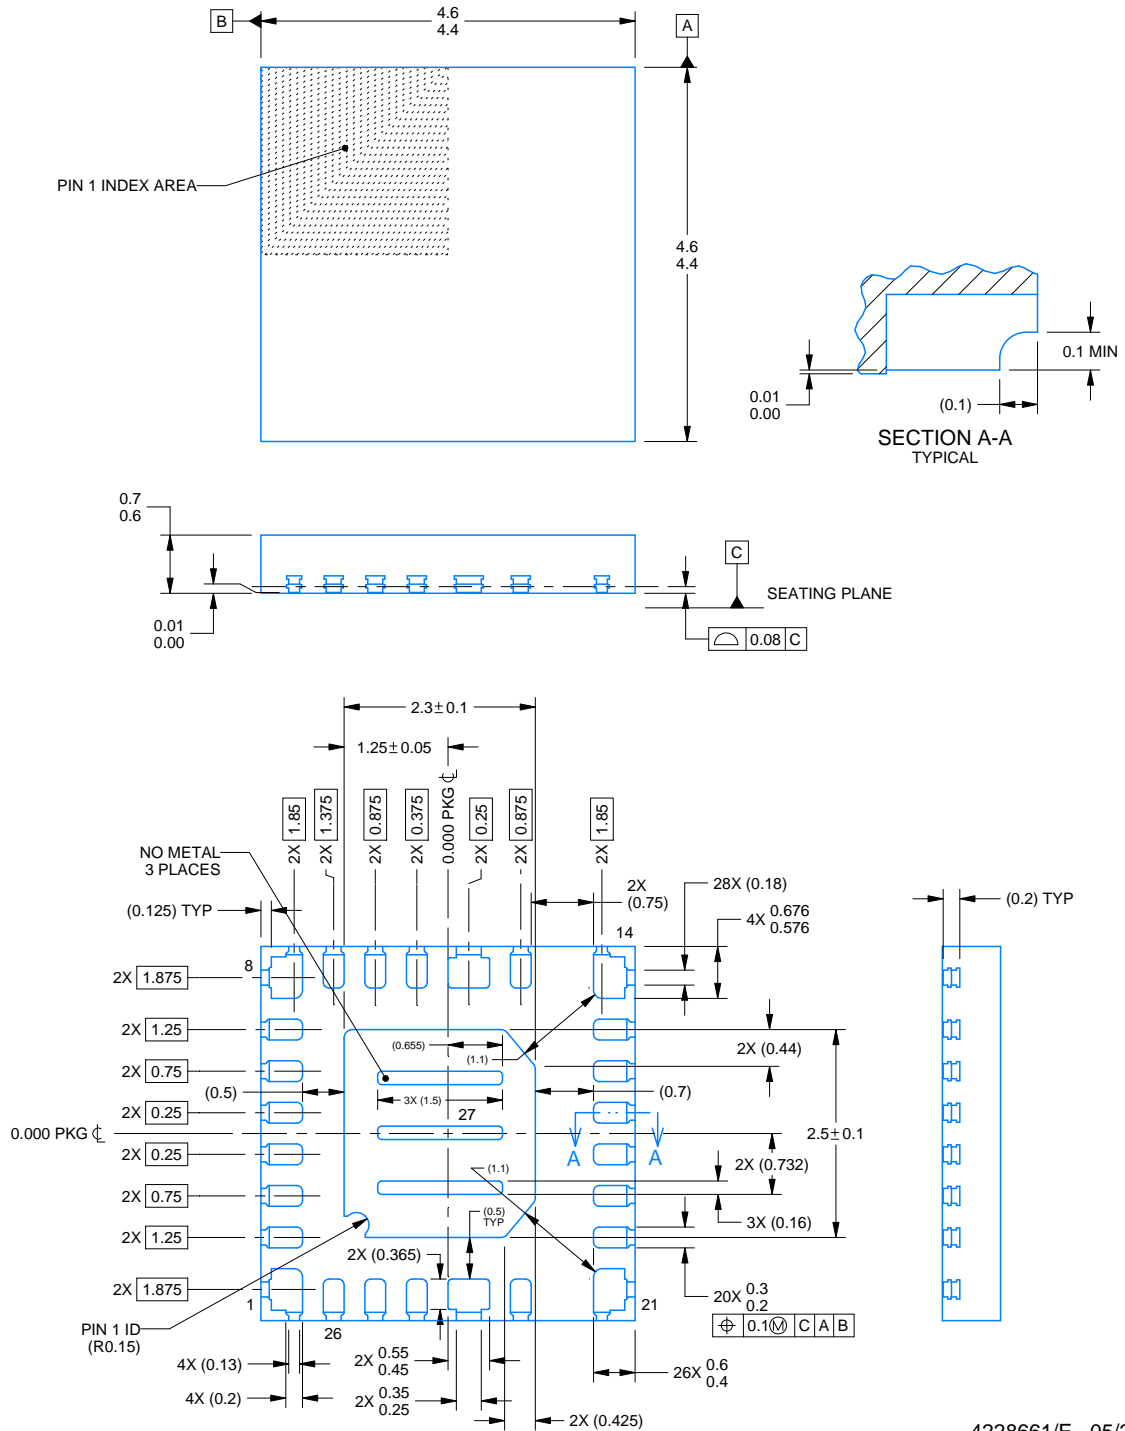 B
4.6
4.4
A
PIN 1 INDEX AREA
4.6
4.4
0.1 MIN
0.01
0.00
(0.1)
SECTION A-A
TYPICAL
0.7
0.6
C
SEATING PLANE
0.01
0.00
0.08 C
2.3±0.1
1.25±0.05
2X 1.85
2X 1.375
2X 0.875
2X 0.375
0.000 PKG ℄
2X 0.25
2X 0.875
2X 1.85
NO METAL
3 PLACES
2X
(0.75)
28X (0.18)
(0.125) TYP
4X 0.676
0.576
(0.2) TYP
14
8
2X 1.875
2X 1.25
(0.655)
(1.1)
2X (0.44)
2X 0.75
(0.5)
3X (1.5)
(0.7)
2X 0.25
27
0.000 PKG ℄
2.5±0.1
2X 0.25
A
A
2X (0.732)
(1.1)
2X 0.75
(0.5)
TYP
3X (0.16)
2X 1.25
2X (0.365)
2X 1.875
20X 0.3
0.2
1
21
⌖ 0.1Ⓜ C A B
PIN 1 ID
(R0.15)
26
4X (0.13)
2X 0.55
0.45
26X 0.6
0.4
4X (0.2)
2X 0.35
0.25
2X (0.425)